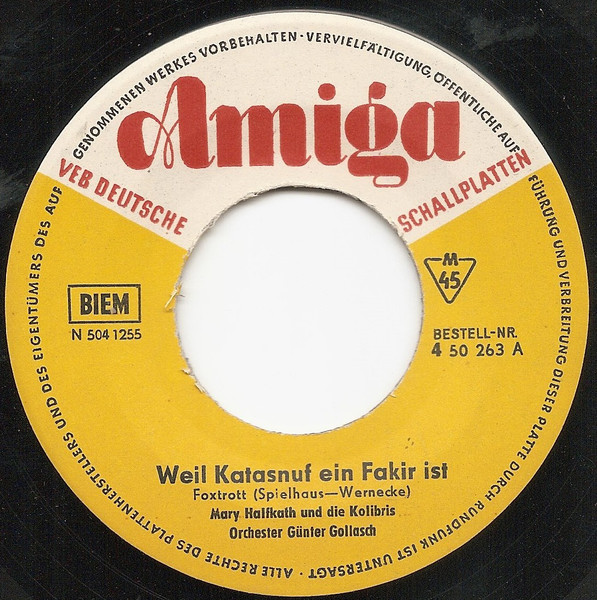 ALLE RECHTE DES PLATTENHERSTELLERS UND DES EIGENTÜMERS DES AUF GENOMMENEN WERKES VORBEHALTEN · VERVIELFÄLTIGUNG, ÖFFENTLICHE AUF FÜHRUNG UND VERBREITUNG DIESER PLATTE DURCH RUNDFUNK IST UNTERSAGT ·
Amiga
VEB DEUTSCHE SCHALLPLATTEN
BIEM
N 504 1255
M
45
BESTELL-NR.
4 50 263 A
Weil Katasnuf ein Fakir ist
Foxtrott (Spielhaus—Wernecke)
Mary Halfkath und die Kolibris
Orchester Günter Gollasch